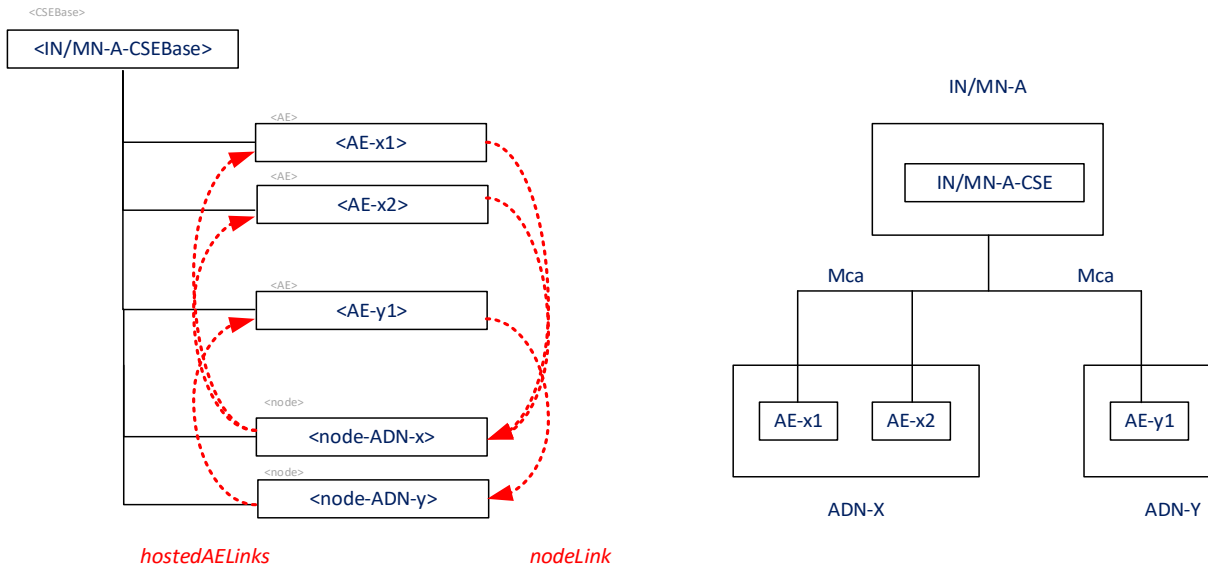 <CSEBase>
<IN/MN-A-CSEBase>
<AE>
<AE-x1>
<AE>
<AE-x2>
<AE>
<AE-y1>
<node>
<node-ADN-x>
<node>
<node-ADN-y>
hostedAELinks
nodeLink
IN/MN-A
IN/MN-A-CSE
Mca
Mca
AE-x1
AE-x2
AE-y1
ADN-X
ADN-Y